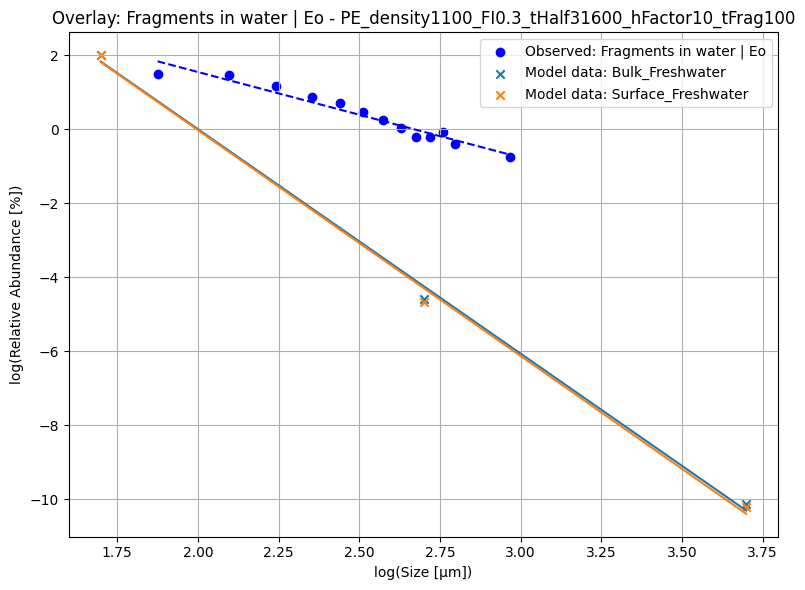 Overlay: Fragments in water | Eo - PE_density1100_FI0.3_tHalf31600_hFactor10_tFrag100
Observed: Fragments in water | Eo
Model data: Bulk_Freshwater
Model data: Surface_Freshwater
log(Relative Abundance [%])
2
0
−2
−4
−6
−8
−10
1.75 2.00 2.25 2.50 2.75 3.00 3.25 3.50 3.75
log(Size [µm])